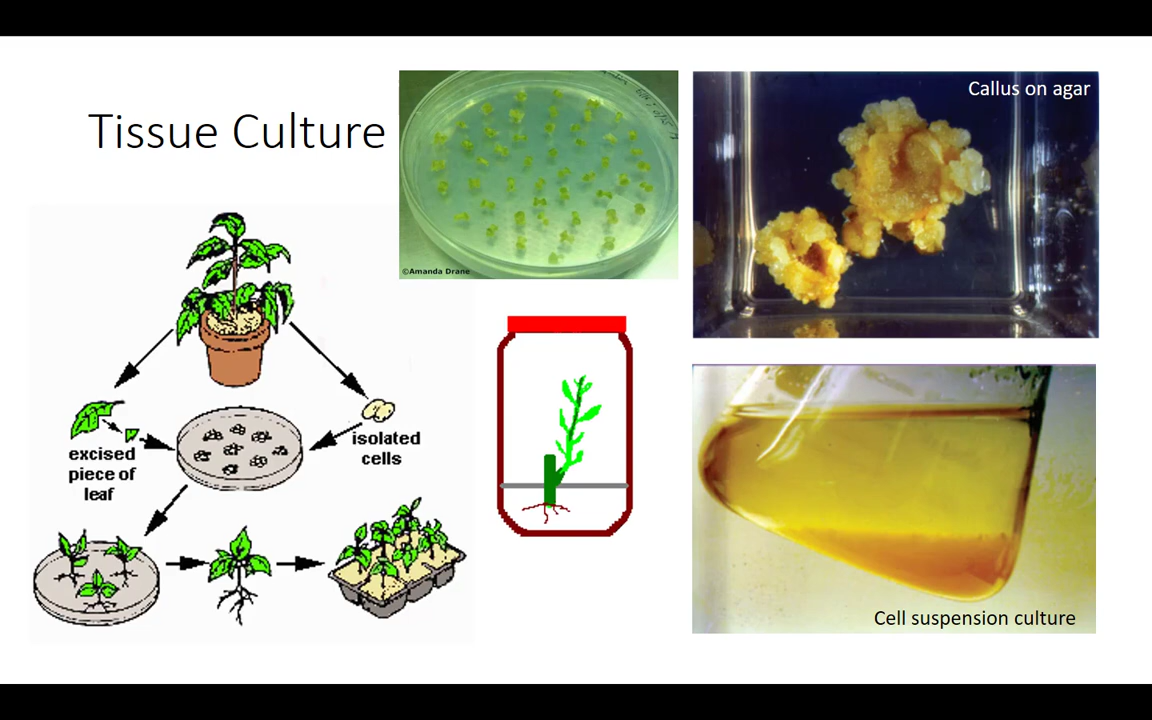 Tissue Culture
©Amanda Drane
Callus on agar
excised
piece of
leaf
isolated
cells
Cell suspension culture